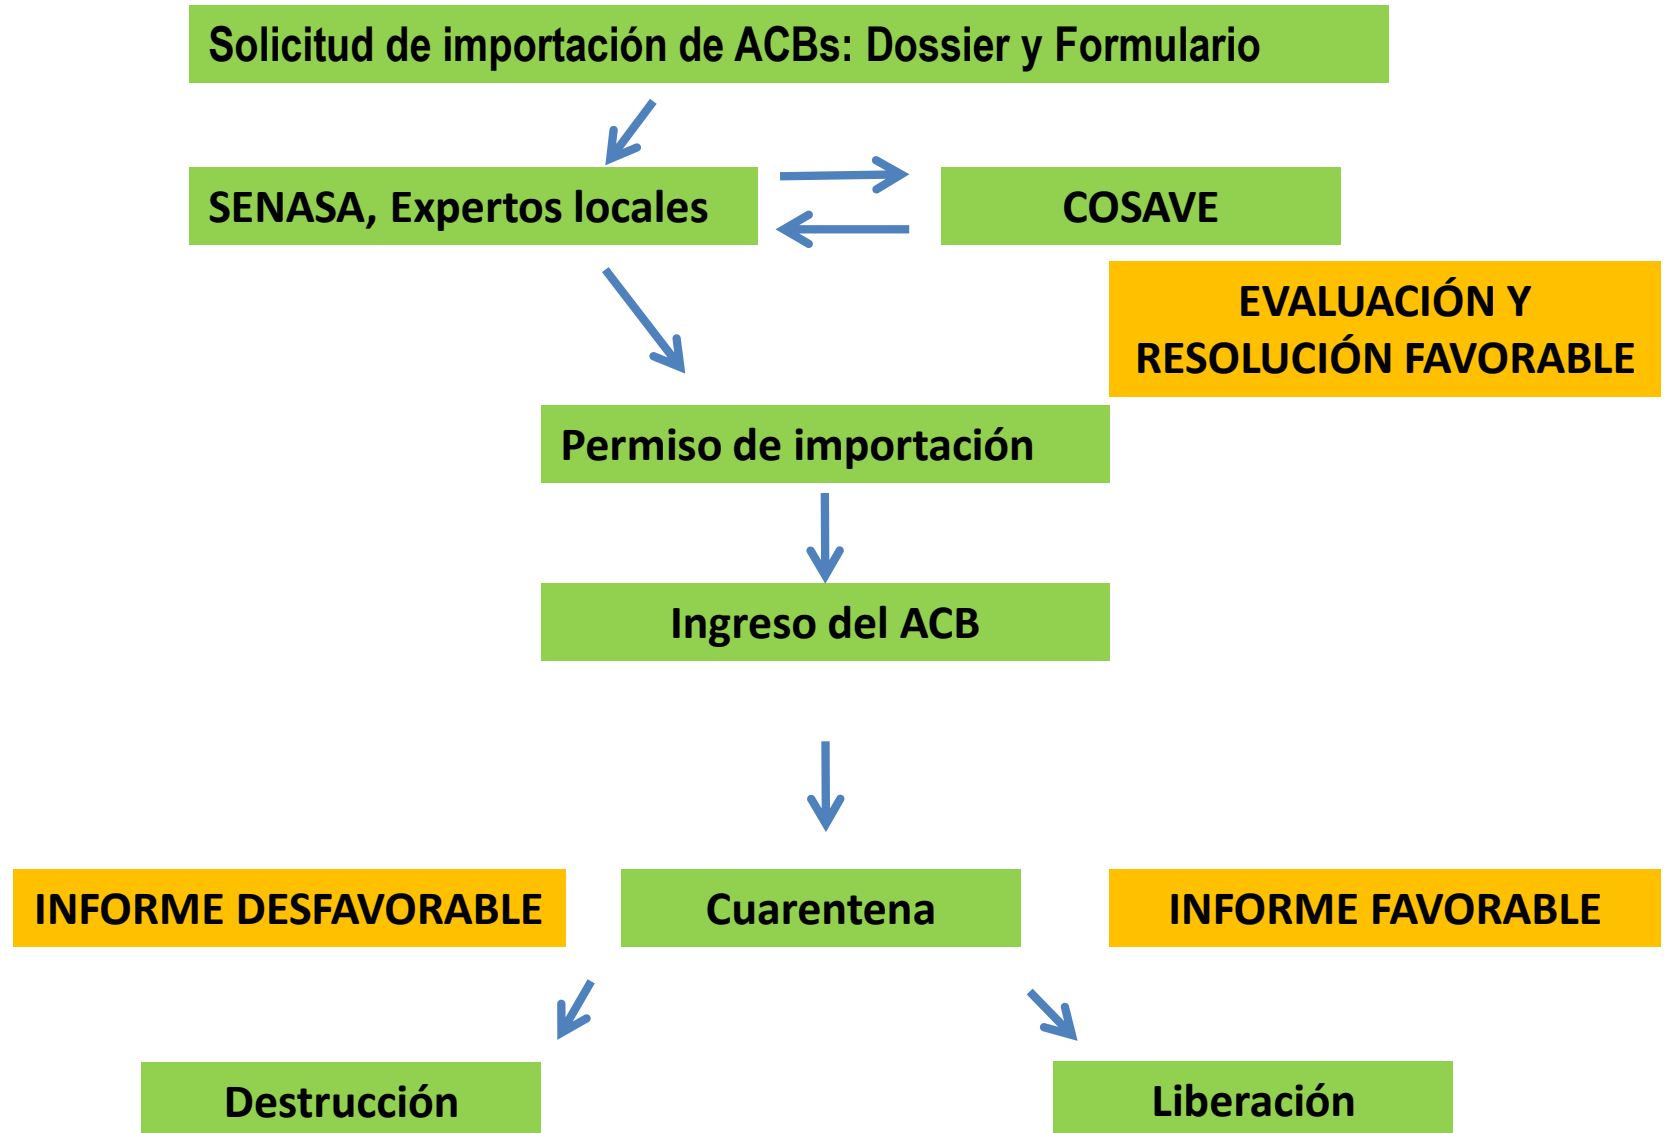 Solicitud de importación de ACBs: Dossier y Formulario
SENASA, Expertos locales
COSAVE
EVALUACIÓN Y
RESOLUCIÓN FAVORABLE
Permiso de importación
Ingreso del ACB
INFORME DESFAVORABLE
Cuarentena
INFORME FAVORABLE
Destrucción
Liberación